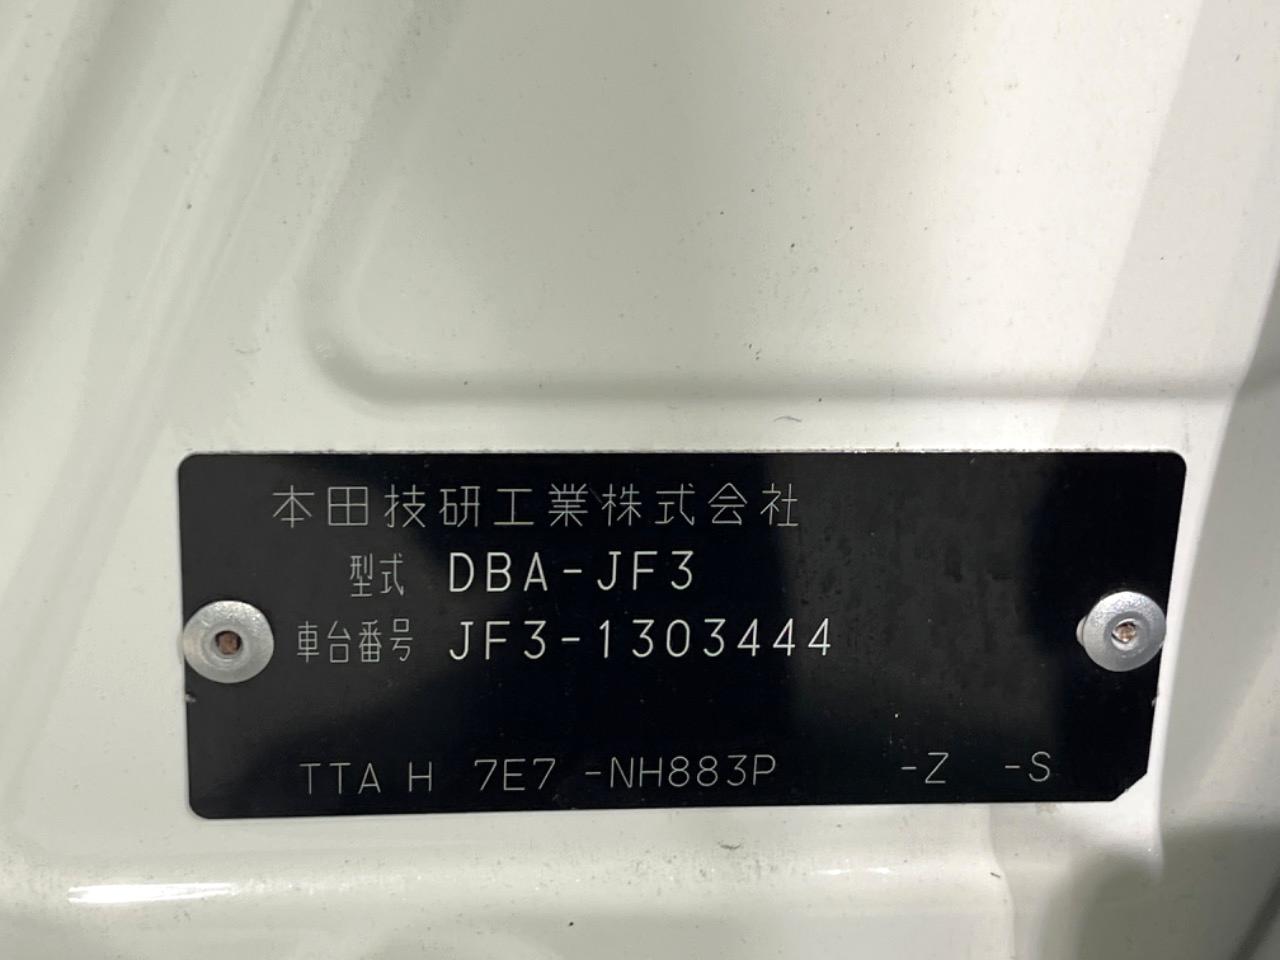 本田技研工業株式会社
型式 DBA-JF3
車台番号 JF3-1303444
TTA H 7E7 -NH883P -Z -S